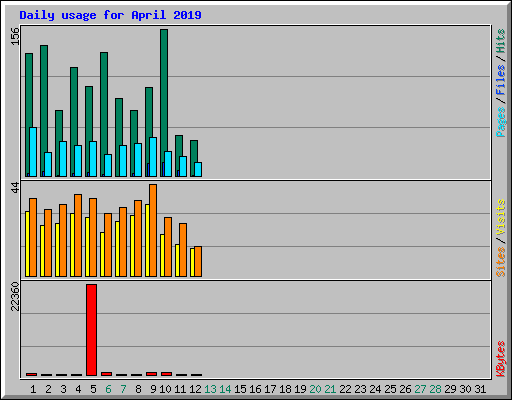 Daily usage for April 2019
156
Pages/Files/Hits
44
Sites/Visits
22360
KBytes
1 2 3 4 5 6 7 8 9 10 11 12 13 14 15 16 17 18 19 20 21 22 23 24 25 26 27 28 29 30 31